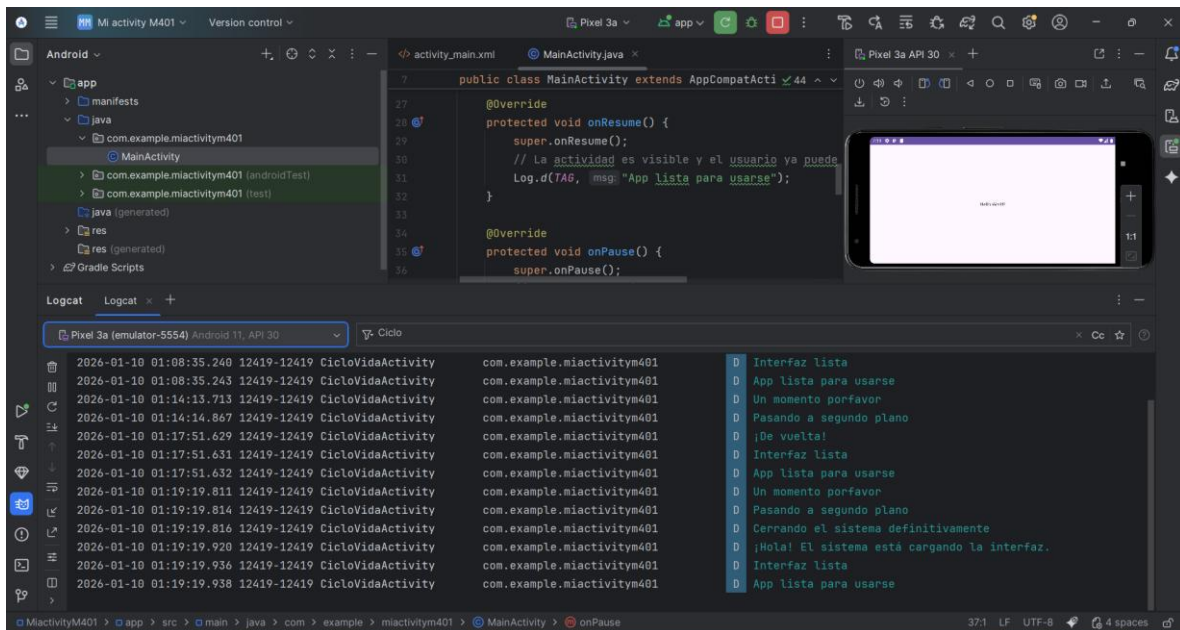 MM Mi activity M401 Version control Pixel 3a app
Android
app
manifests
java
com.example.miactivitym401
MainActivity
com.example.miactivitym401 (androidTest)
com.example.miactivitym401 (test)
java (generated)
res
res (generated)
Gradle Scripts
activity_main.xml MainActivity.java
7 public class MainActivity extends AppCompatActi 44
27 @Override
28 protected void onResume() {
29 super.onResume();
30 // La actividad es visible y el usuario ya puede
31 Log.d(TAG, msg: "App lista para usarse");
32 }
33
34 @Override
35 protected void onPause() {
36 super.onPause();
Pixel 3a API 30
1:1
Logcat Logcat
Pixel 3a (emulator-5554) Android 11, API 30 Ciclo Cc
2026-01-10 01:08:35.240 12419-12419 CicloVidaActivity com.example.miactivitym401 D Interfaz lista
2026-01-10 01:08:35.243 12419-12419 CicloVidaActivity com.example.miactivitym401 D App lista para usarse
2026-01-10 01:14:13.713 12419-12419 CicloVidaActivity com.example.miactivitym401 D Un momento porfavor
2026-01-10 01:14:14.867 12419-12419 CicloVidaActivity com.example.miactivitym401 D Pasando a segundo plano
2026-01-10 01:17:51.629 12419-12419 CicloVidaActivity com.example.miactivitym401 D ¡De vuelta!
2026-01-10 01:17:51.631 12419-12419 CicloVidaActivity com.example.miactivitym401 D Interfaz lista
2026-01-10 01:17:51.632 12419-12419 CicloVidaActivity com.example.miactivitym401 D App lista para usarse
2026-01-10 01:19:19.811 12419-12419 CicloVidaActivity com.example.miactivitym401 D Un momento porfavor
2026-01-10 01:19:19.814 12419-12419 CicloVidaActivity com.example.miactivitym401 D Pasando a segundo plano
2026-01-10 01:19:19.816 12419-12419 CicloVidaActivity com.example.miactivitym401 D Cerrando el sistema definitivamente
2026-01-10 01:19:19.920 12419-12419 CicloVidaActivity com.example.miactivitym401 D ¡Hola! El sistema está cargando la interfaz.
2026-01-10 01:19:19.936 12419-12419 CicloVidaActivity com.example.miactivitym401 D Interfaz lista
2026-01-10 01:19:19.938 12419-12419 CicloVidaActivity com.example.miactivitym401 D App lista para usarse
MiactivityM401 > app > src > main > java > com > example > miactivitym401 > MainActivity > onPause 37:1 LF UTF-8 4 spaces